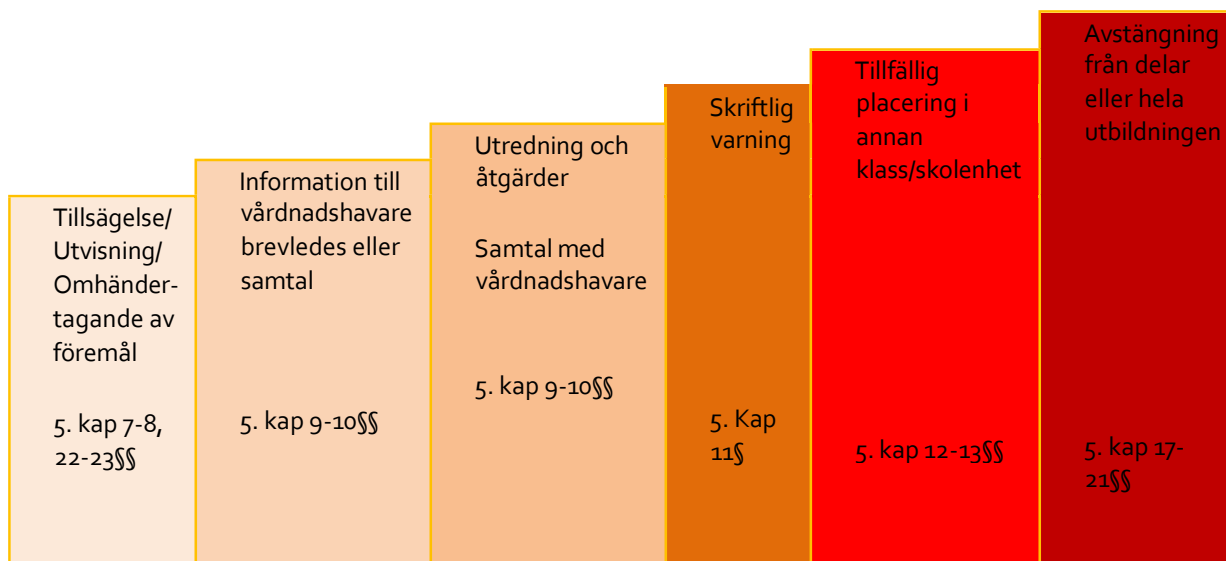 Tillsägelse/
Utvisning/
Omhänder-
tagande av
föremål
5. kap 7-8,
22-23§§
Information till
vårdnadshavare
brevledes eller
samtal
5. kap 9-10§§
Utredning och
åtgärder
Samtal med
vårdnadshavare
5. kap 9-10§§
Skriftlig
varning
5. Kap
11§
Tillfällig
placering i
annan
klass/skolenhet
5. kap 12-13§§
Avstängning
från delar
eller hela
utbildningen
5. kap 17-
21§§